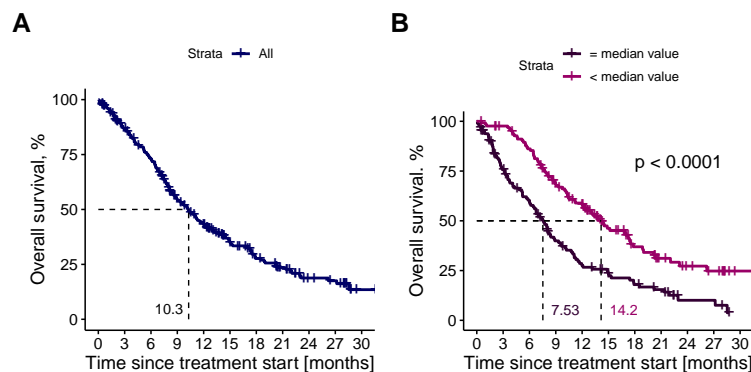 A
Strata All
Overall survival, %
100
75
50
25
0
10.3
0 3 6 9 12 15 18 21 24 27 30
Time since treatment start [months]
B
Strata
= median value
< median value
Overall survival. %
100
75
50
25
0
p < 0.0001
7.53 14.2
0 3 6 9 12 15 18 21 24 27 30
Time since treatment start [months]